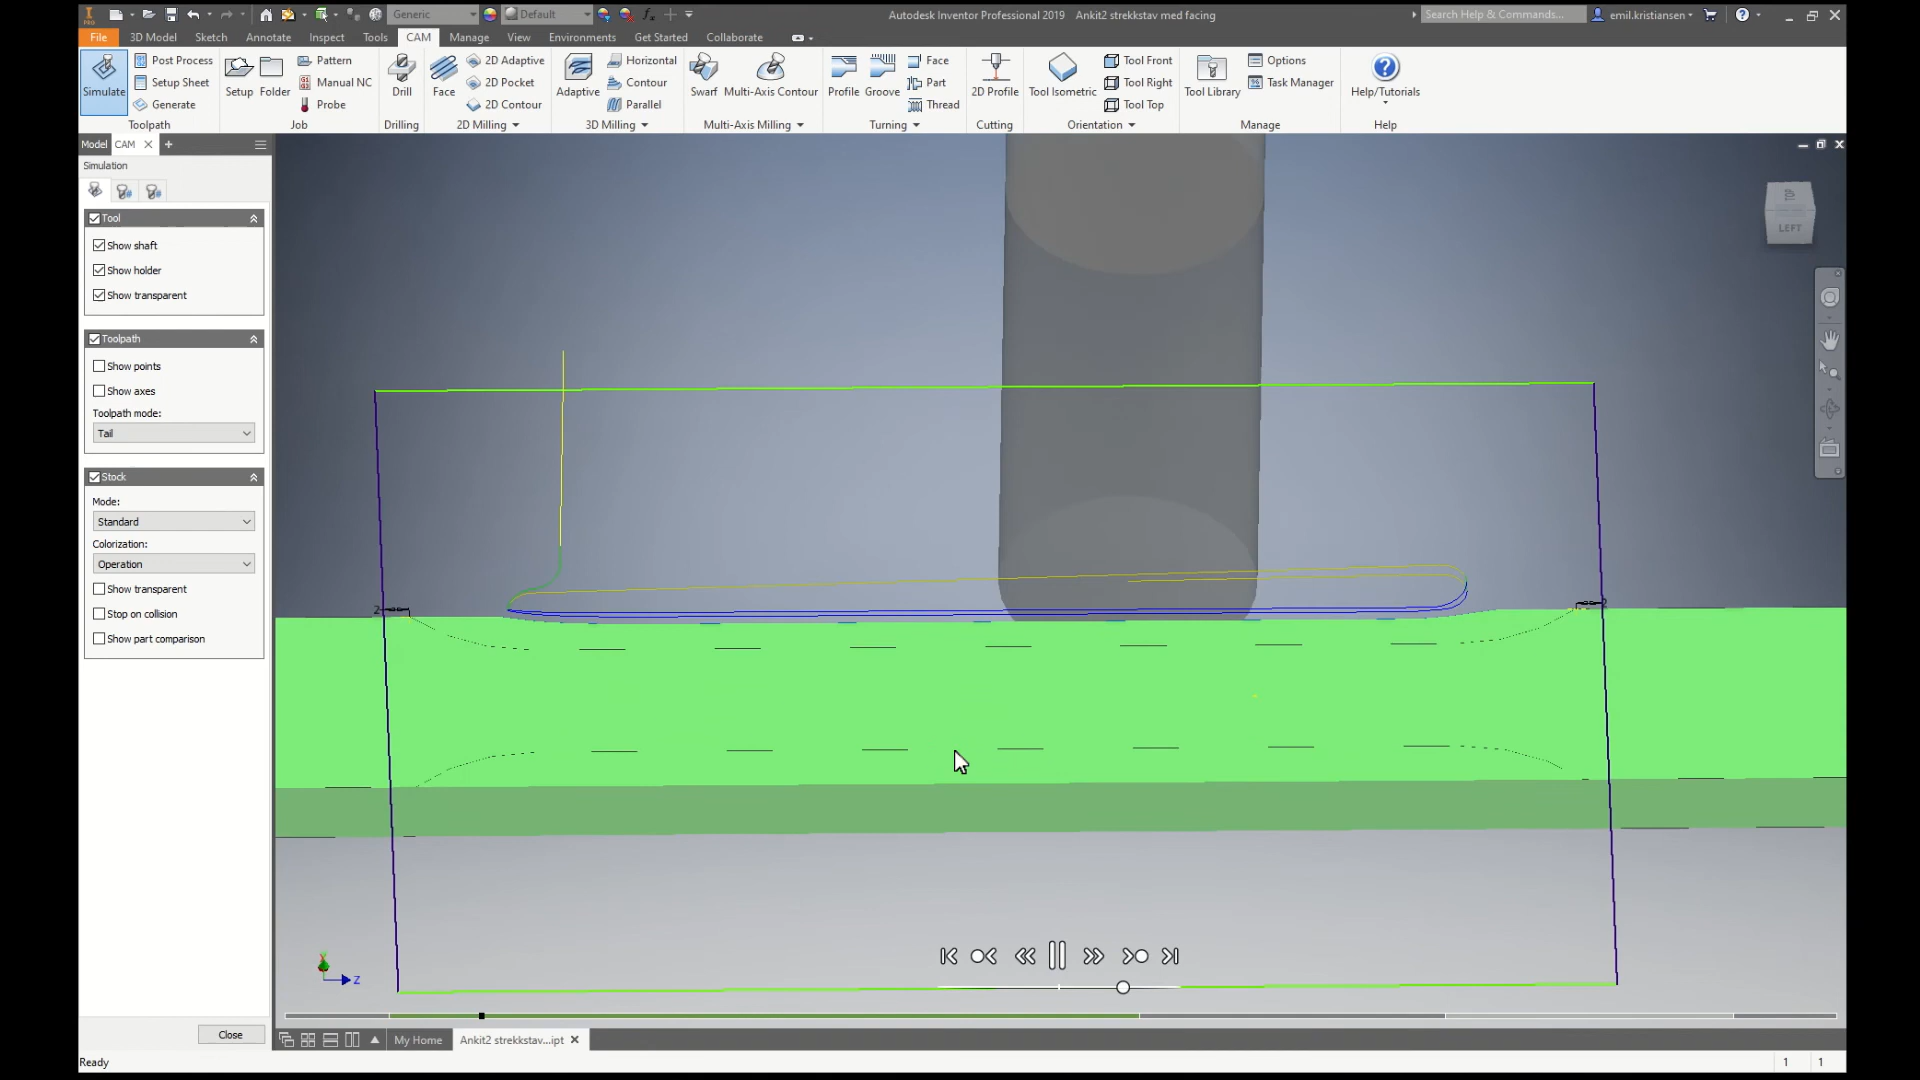 Generic
Default
Autodesk Inventor Professional 2019 Ankit2 strekkstav med facing
Search Help & Commands...
emil.kristiansen
File 3D Model Sketch Annotate Inspect Tools CAM Manage View Environments Get Started Collaborate
Simulate
Post Process
Setup Sheet
Generate
Toolpath
Setup
Folder
Pattern
Manual NC
Probe
Job
Drill
Drilling
Face
2D Adaptive
2D Pocket
2D Contour
2D Milling
Adaptive
Horizontal
Contour
Parallel
3D Milling
Swarf
Multi-Axis Contour
Multi-Axis Milling
Profile
Groove
Face
Part
Thread
Turning
2D Profile
Cutting
Tool Isometric
Tool Front
Tool Right
Tool Top
Orientation
Tool Library
Options
Task Manager
Manage
Help/Tutorials
Help
Model CAM
Simulation
Tool
Show shaft
Show holder
Show transparent
Toolpath
Show points
Show axes
Toolpath mode:
Tail
Stock
Mode:
Standard
Colorization:
Operation
Show transparent
Stop on collision
Show part comparison
Close
LEFT
2
2
Z
My Home
Ankit2 strekkstav...ipt
Ready
1 1